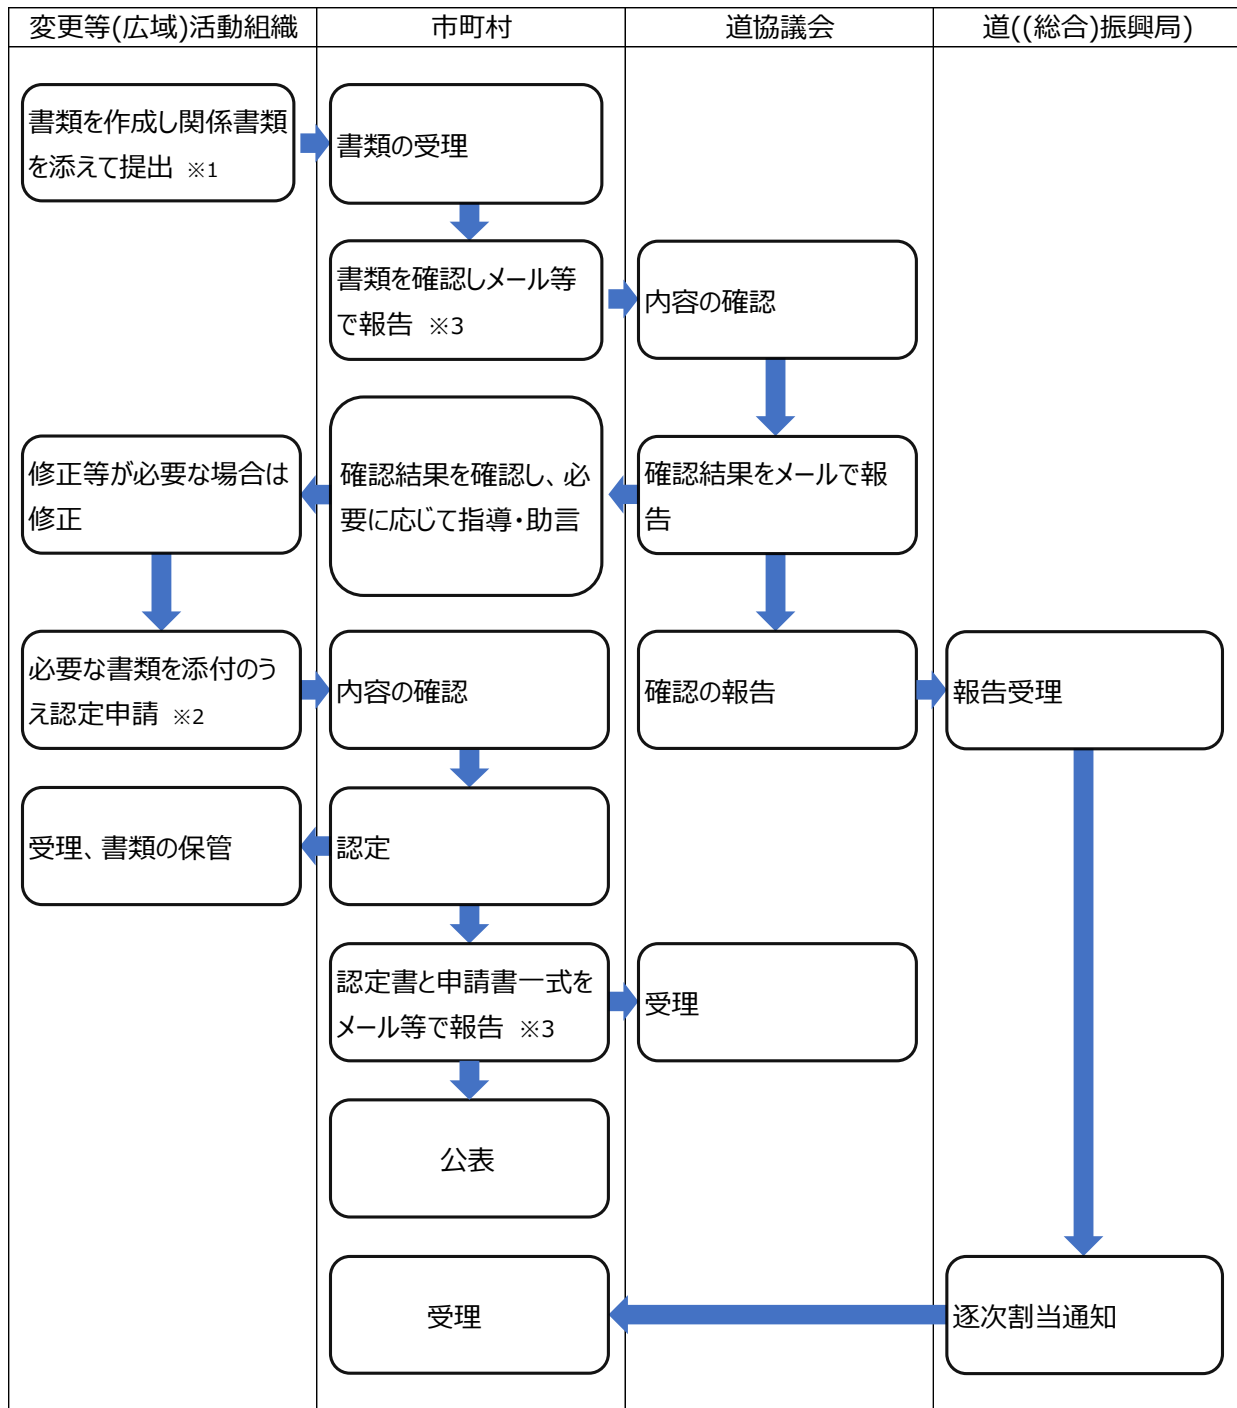 変更等(広域)活動組織
市町村
道協議会
道((総合)振興局)
書類を作成し関係書類
を添えて提出 ※1
書類の受理
書類を確認しメール等
で報告 ※3
内容の確認
修正等が必要な場合は
修正
確認結果を確認し、必
要に応じて指導・助言
確認結果をメールで報
告
必要な書類を添付のう
え認定申請 ※2
内容の確認
確認の報告
報告受理
受理、書類の保管
認定
認定書と申請書一式を
メール等で報告 ※3
受理
公表
受理
逐次割当通知